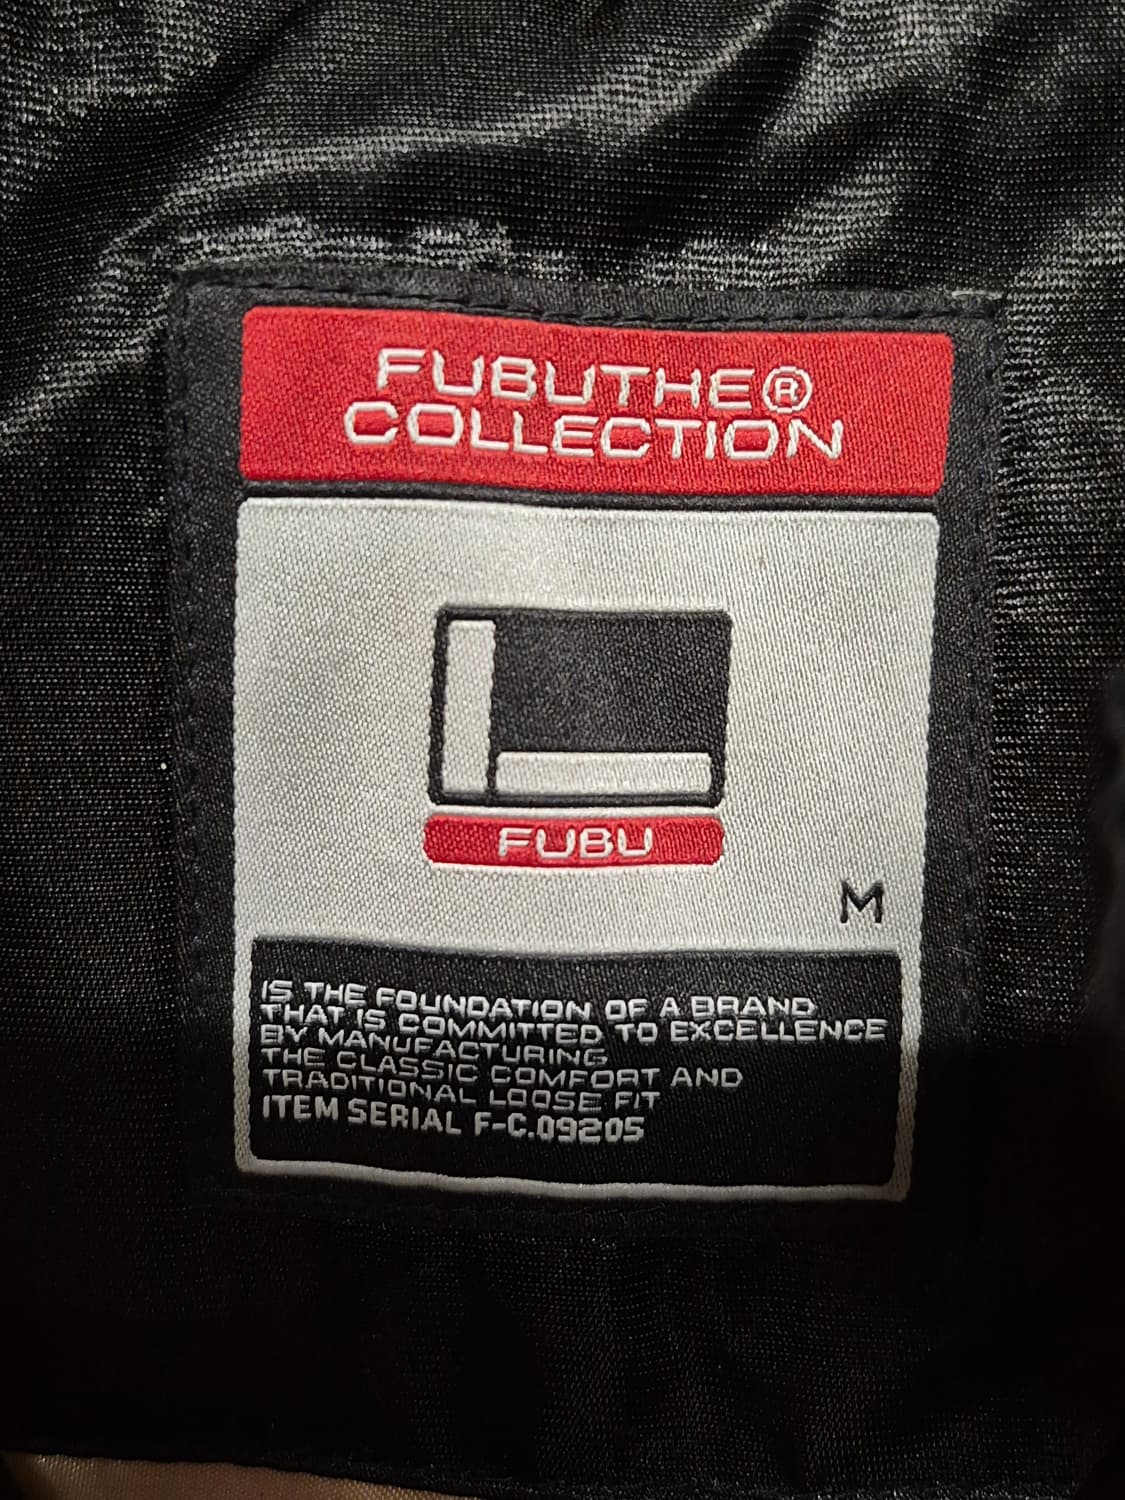 FUBUTHE®
COLLECTION
FUBU
M
IS THE FOUNDATION OF A BRAND
THAT IS COMMITTED TO EXCELLENCE
BY MANUFACTURING
THE CLASSIC COMFORT AND
TRADITIONAL LOOSE FIT
ITEM SERIAL F-C.09205